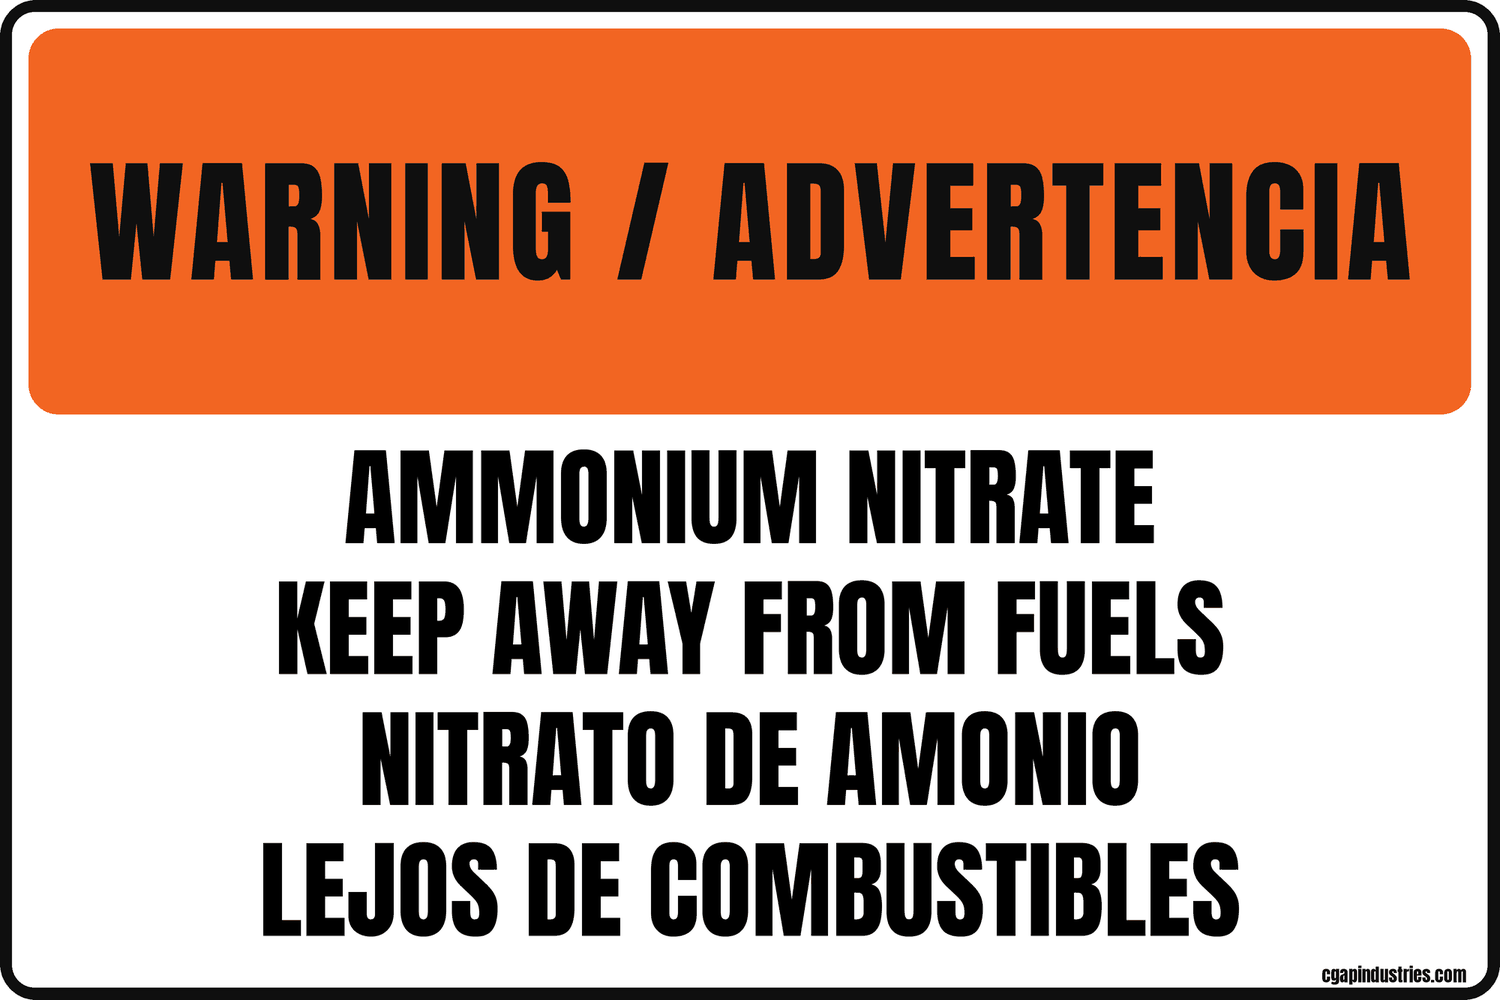 WARNING / ADVERTENCIA
AMMONIUM NITRATE
KEEP AWAY FROM FUELS
NITRATO DE AMONIO
LEJOS DE COMBUSTIBLES
cgapindustries.com